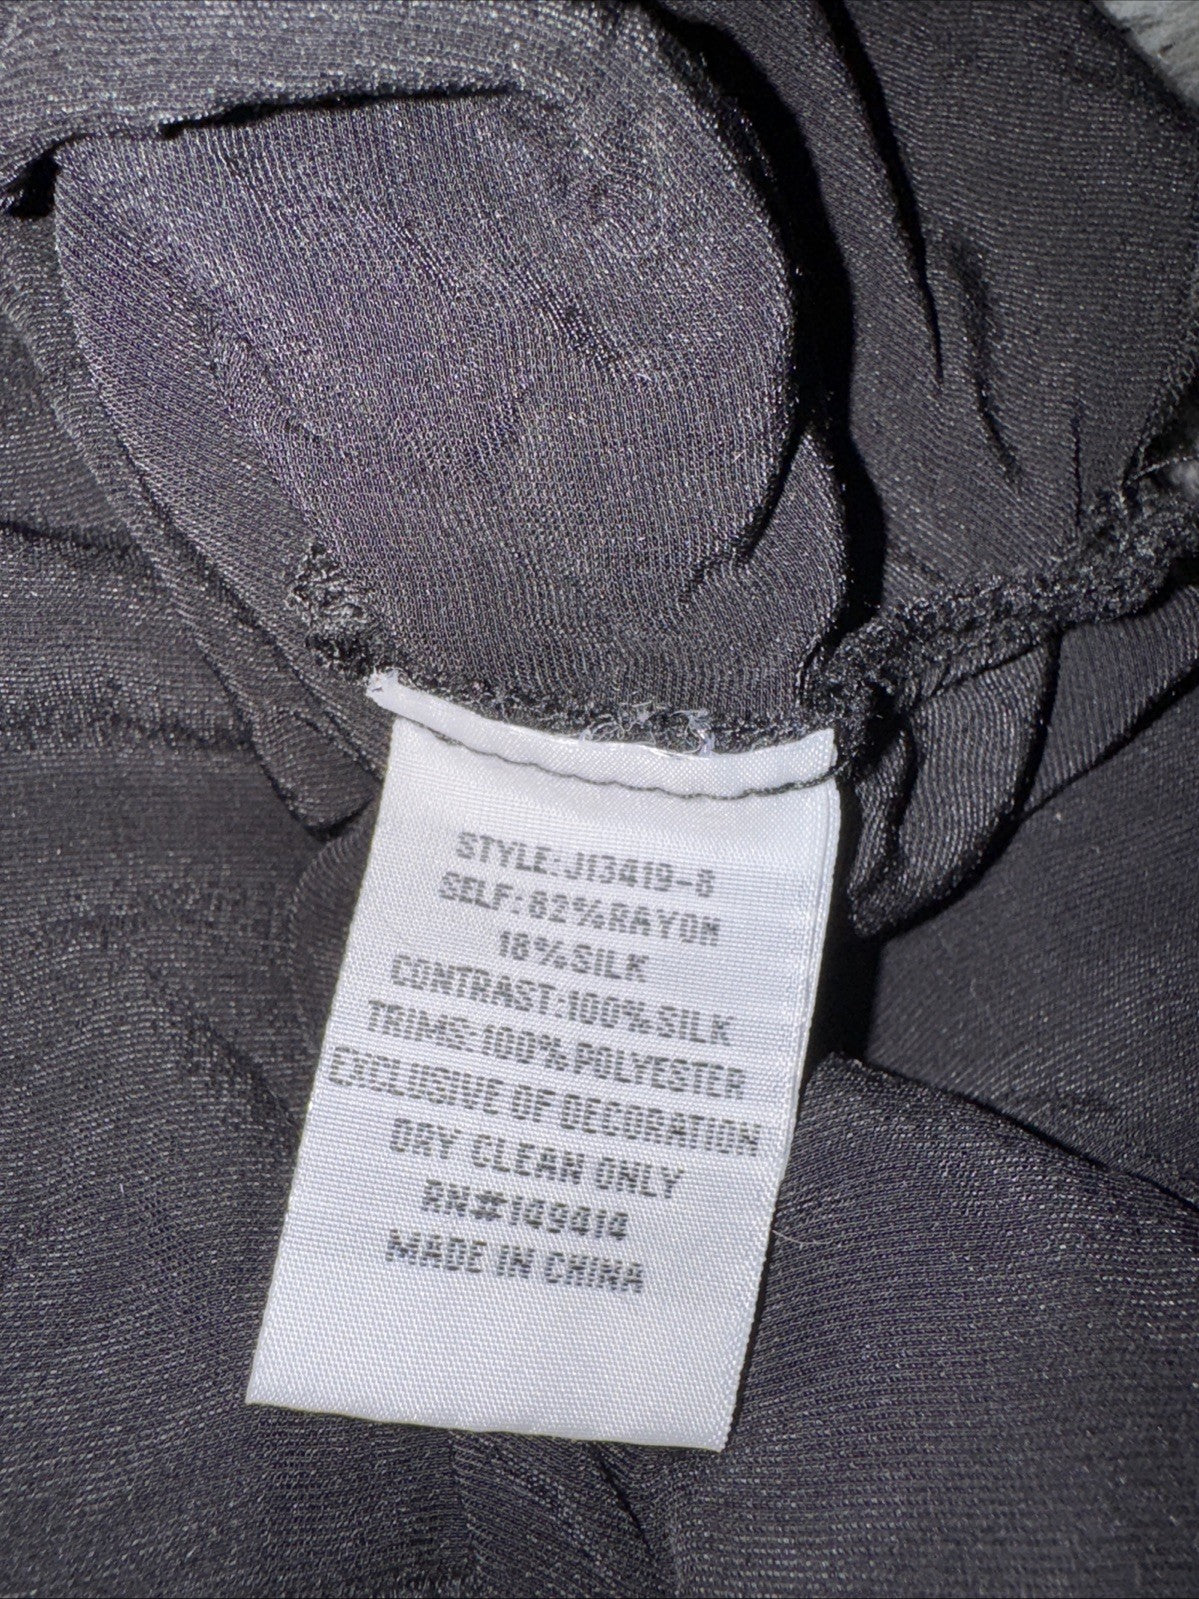 STYLE:J13419-8
SELF:82%RAYON
18%SILK
CONTRAST:100%SILK
TRIMS:100%POLYESTER
EXCLUSIVE OF DECORATION
DRY CLEAN ONLY
RN#149414
MADE IN CHINA